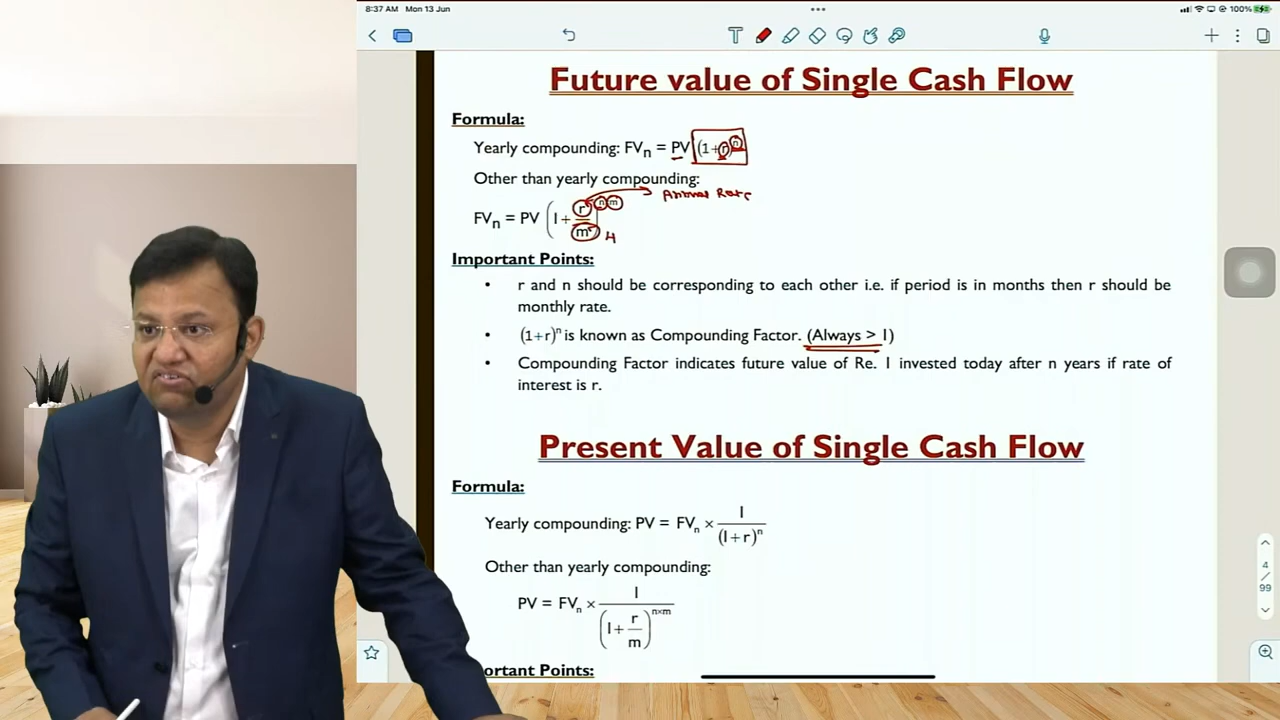 8:37 AM Mon 13 Jun
100%
Future value of Single Cash Flow
Formula:
Yearly compounding: FVn = PV (1+r)^n
Other than yearly compounding:
Annual Rate
FVn = PV (1 + r/m)^nm
4
Important Points:
• r and n should be corresponding to each other i.e. if period is in months then r should be
monthly rate.
• (1+r)^n is known as Compounding Factor. (Always > 1)
• Compounding Factor indicates future value of Re. 1 invested today after n years if rate of
interest is r.
Present Value of Single Cash Flow
Formula:
Yearly compounding: PV = FVn × 1/(1+r)^n
Other than yearly compounding:
PV = FVn × 1/(1 + r/m)^n×m
ortant Points:
4
/
99